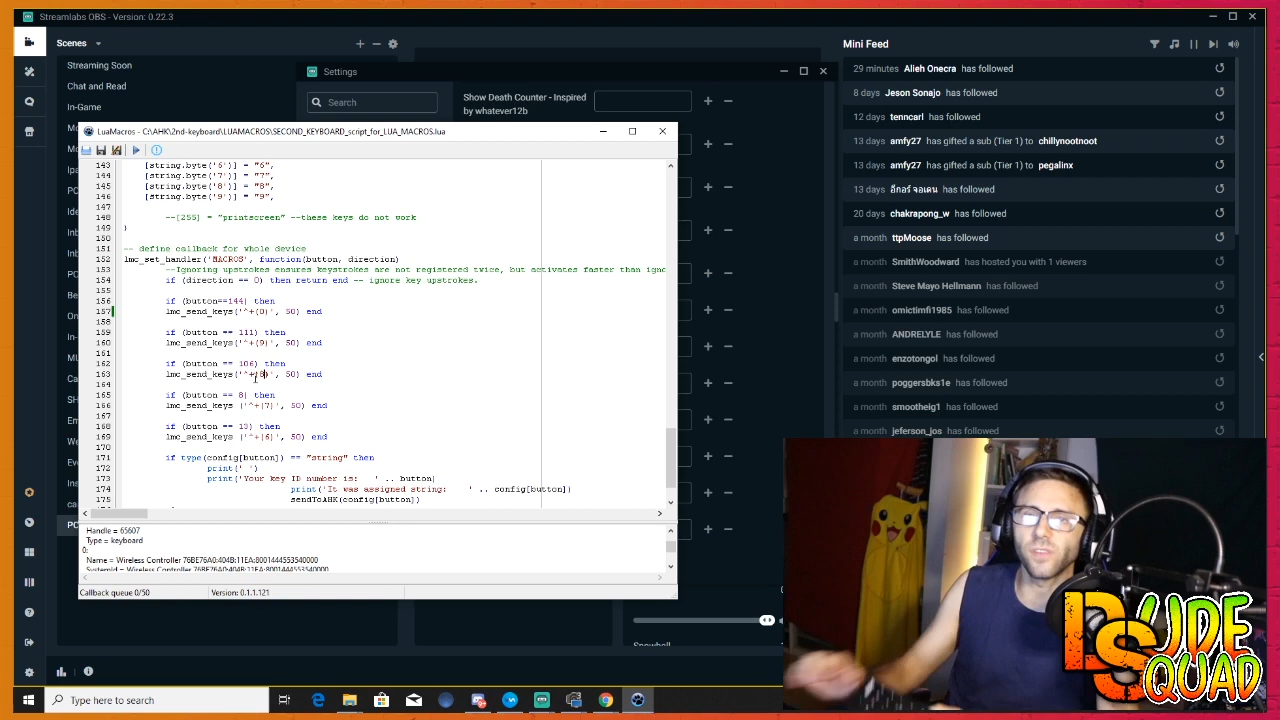 Streamlabs OBS - Version: 0.22.3
Scenes
Streaming Soon
Chat and Read
In-Game
Settings
Search
Show Death Counter - Inspired
by whatever12b
Mini Feed
29 minutes Alieh Onecra has followed
8 days Jeson Sonajo has followed
12 days tenncarl has followed
13 days amfy27 has gifted a sub (Tier 1) to chillynootnoot
13 days amfy27 has gifted a sub (Tier 1) to pegalinx
13 days อีกอร์ จอเดน has followed
20 days chakrapong_w has followed
a month ttpMoose has followed
a month SmithWoodward has hosted you with 1 viewers
a month Steve Mayo Hellmann has followed
a month omictimfi1985 has followed
a month ANDRELYLE has followed
a month enzotongol has followed
a month poggersbks1e has followed
a month smootheig1 has followed
a month jeferson_jos has followed
LuaMacros - C:\AHK\2nd-keyboard\LUAMACROS\SECOND_KEYBOARD_script_for_LUA_MACROS.lua
143 [string.byte('6')] = "6",
144 [string.byte('7')] = "7",
145 [string.byte('8')] = "8",
146 [string.byte('9')] = "9",
147
148 --[255] = "printscreen" --these keys do not work
149 }
150
151 -- define callback for whole device
152 lmc_set_handler('MACROS', function(button, direction)
153 --Ignoring upstrokes ensures keystrokes are not registered twice, but activates faster than igno
154 if (direction == 0) then return end -- ignore key upstrokes.
155
156 if (button==144) then
157 lmc_send_keys('^+(0)', 50) end
158
159 if (button == 111) then
160 lmc_send_keys('^+(9)', 50) end
161
162 if (button == 106) then
163 lmc_send_keys('^+(8)', 50) end
164
165 if (button == 8) then
166 lmc_send_keys ('^+(7)', 50) end
167
168 if (button == 13) then
169 lmc_send_keys ('^+(6)', 50) end
170
171 if type(config[button]) == "string" then
172 print(' ')
173 print('Your key ID number is: ' .. button)
174 print('It was assigned string: ' .. config[button])
175 sendToAHK(config[button])
Handle = 65607
Type = keyboard
0:
Name = Wireless Controller 76BE76A0:404B:11EA:8001444553540000
SystemId = Wireless Controller 76BE76A0:404B:11EA:8001444553540000
Callback queue 0/50 Version: 0.1.1.121
Snowball
DUDE
SQUAD
Type here to search